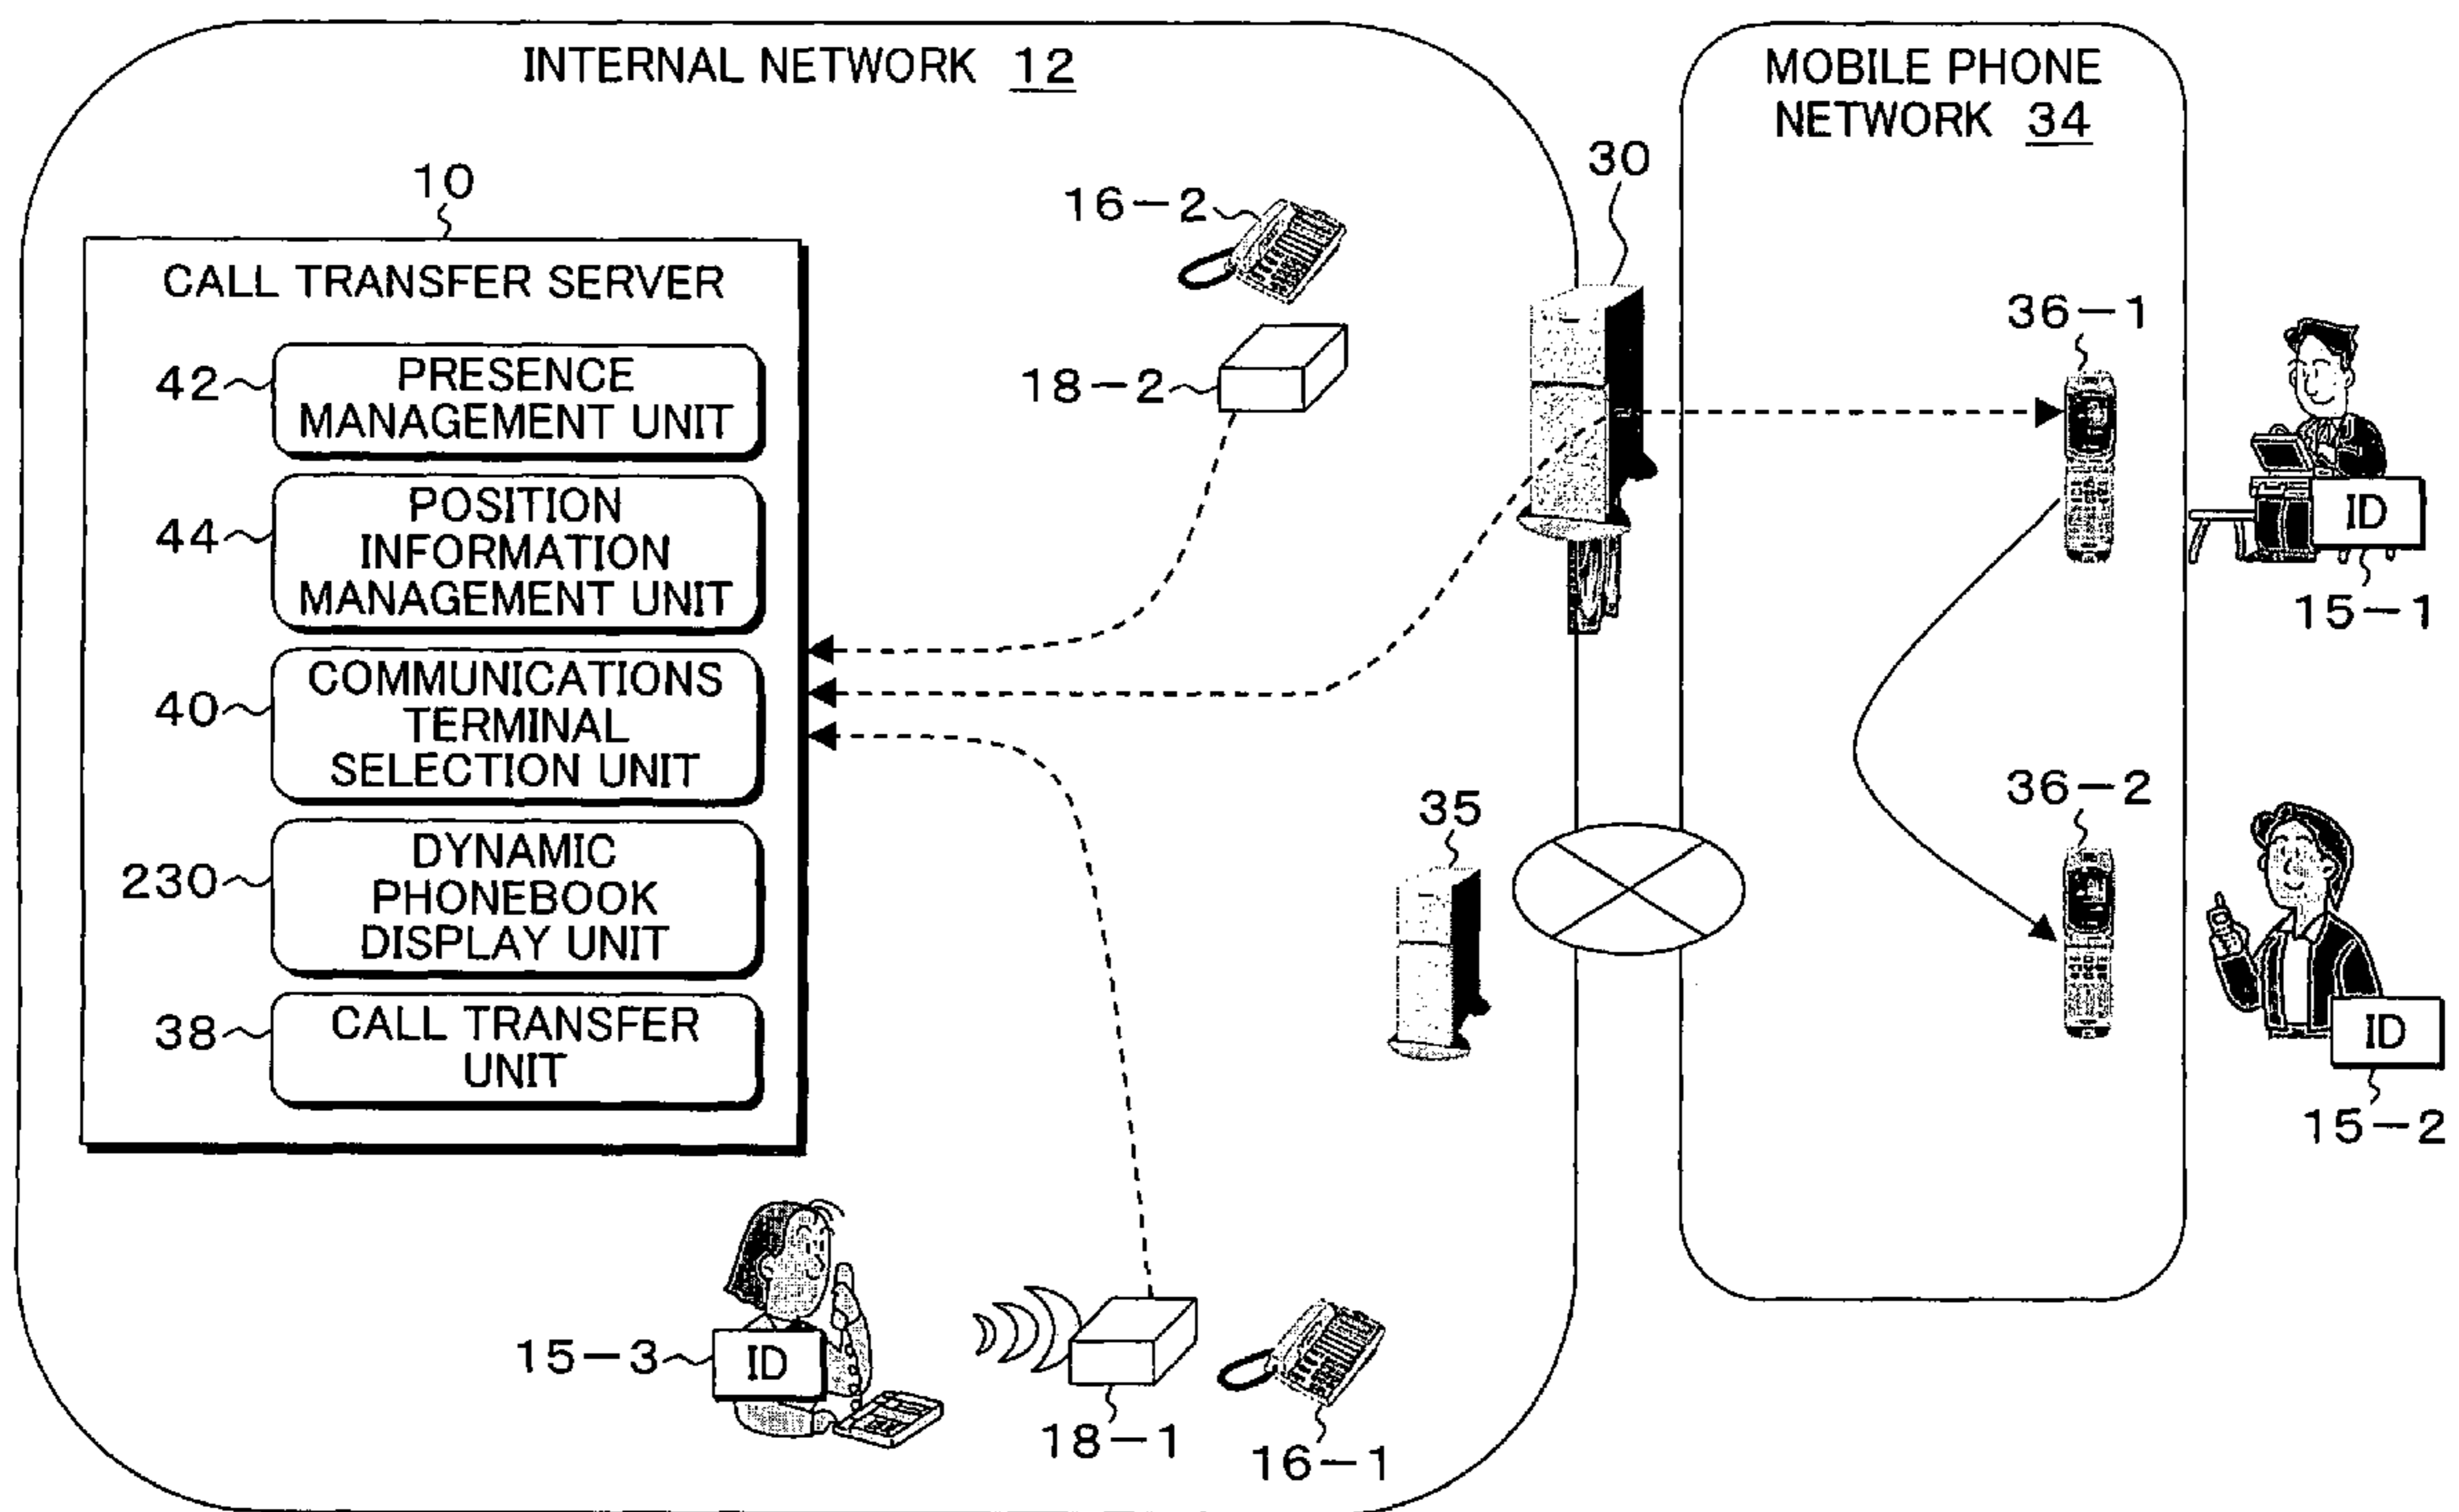 INTERNAL NETWORK 12
MOBILE PHONE
NETWORK 34
10
CALL TRANSFER SERVER
42
PRESENCE
MANAGEMENT UNIT
44
POSITION
INFORMATION
MANAGEMENT UNIT
40
COMMUNICATIONS
TERMINAL
SELECTION UNIT
230
DYNAMIC
PHONEBOOK
DISPLAY UNIT
38
CALL TRANSFER
UNIT
16-2
18-2
30
35
36-1
ID
15-1
36-2
ID
15-2
15-3
ID
18-1
16-1